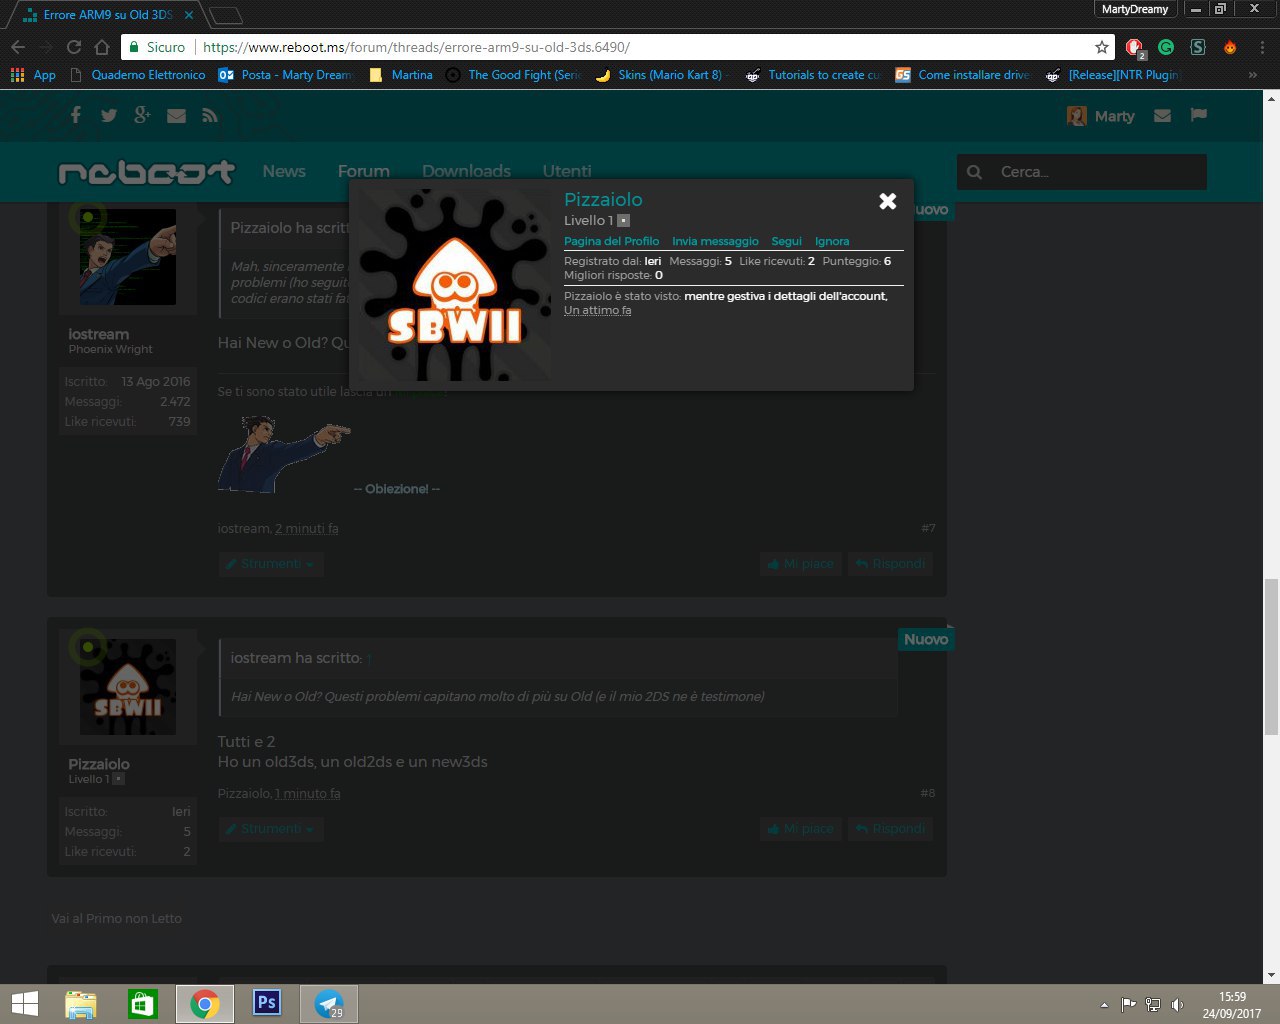 Errore ARM9 su Old 3DS
MartyDreamy
Sicuro
https://www.reboot.ms/forum/threads/errore-arm9-su-old-3ds.6490/
2
App
Quaderno Elettronico
Posta - Marty Dream
Martina
The Good Fight (Seri
Skins (Mario Kart 8) -
Tutorials to create cu
Come installare drive
[Release][NTR Plugin
Marty
reboot
News
Forum
Downloads
Utenti
Cerca...
Pizzaiolo
Livello 1
Pagina del Profilo
Invia messaggio
Segui
Ignora
Registrato dal: Ieri
Messaggi: 5
Like ricevuti: 2
Punteggio: 6
Migliori risposte: 0
Pizzaiolo è stato visto: mentre gestiva i dettagli dell'account,
Un attimo fa
SBWII
Nuovo
Pizzaiolo ha scritt
Mah, sinceramente
problemi (ho seguit
codici erano stati fat
iostream
Phoenix Wright
Iscritto: 13 Ago 2016
Messaggi: 2.472
Like ricevuti: 739
Hai New o Old? Qu
Se ti sono stato utile lascia un
-- Obiezione! --
iostream, 2 minuti fa
#7
Strumenti
Mi piace
Rispondi
Nuovo
SBWII
Pizzaiolo
Livello 1
Iscritto: Ieri
Messaggi: 5
Like ricevuti: 2
iostream ha scritto: ↑
Hai New o Old? Questi problemi capitano molto di più su Old (e il mio 2DS ne è testimone)
Tutti e 2
Ho un old3ds, un old2ds e un new3ds
Pizzaiolo, 1 minuto fa
#8
Strumenti
Mi piace
Rispondi
Vai al Primo non Letto
Ps
29
15:59
24/09/2017